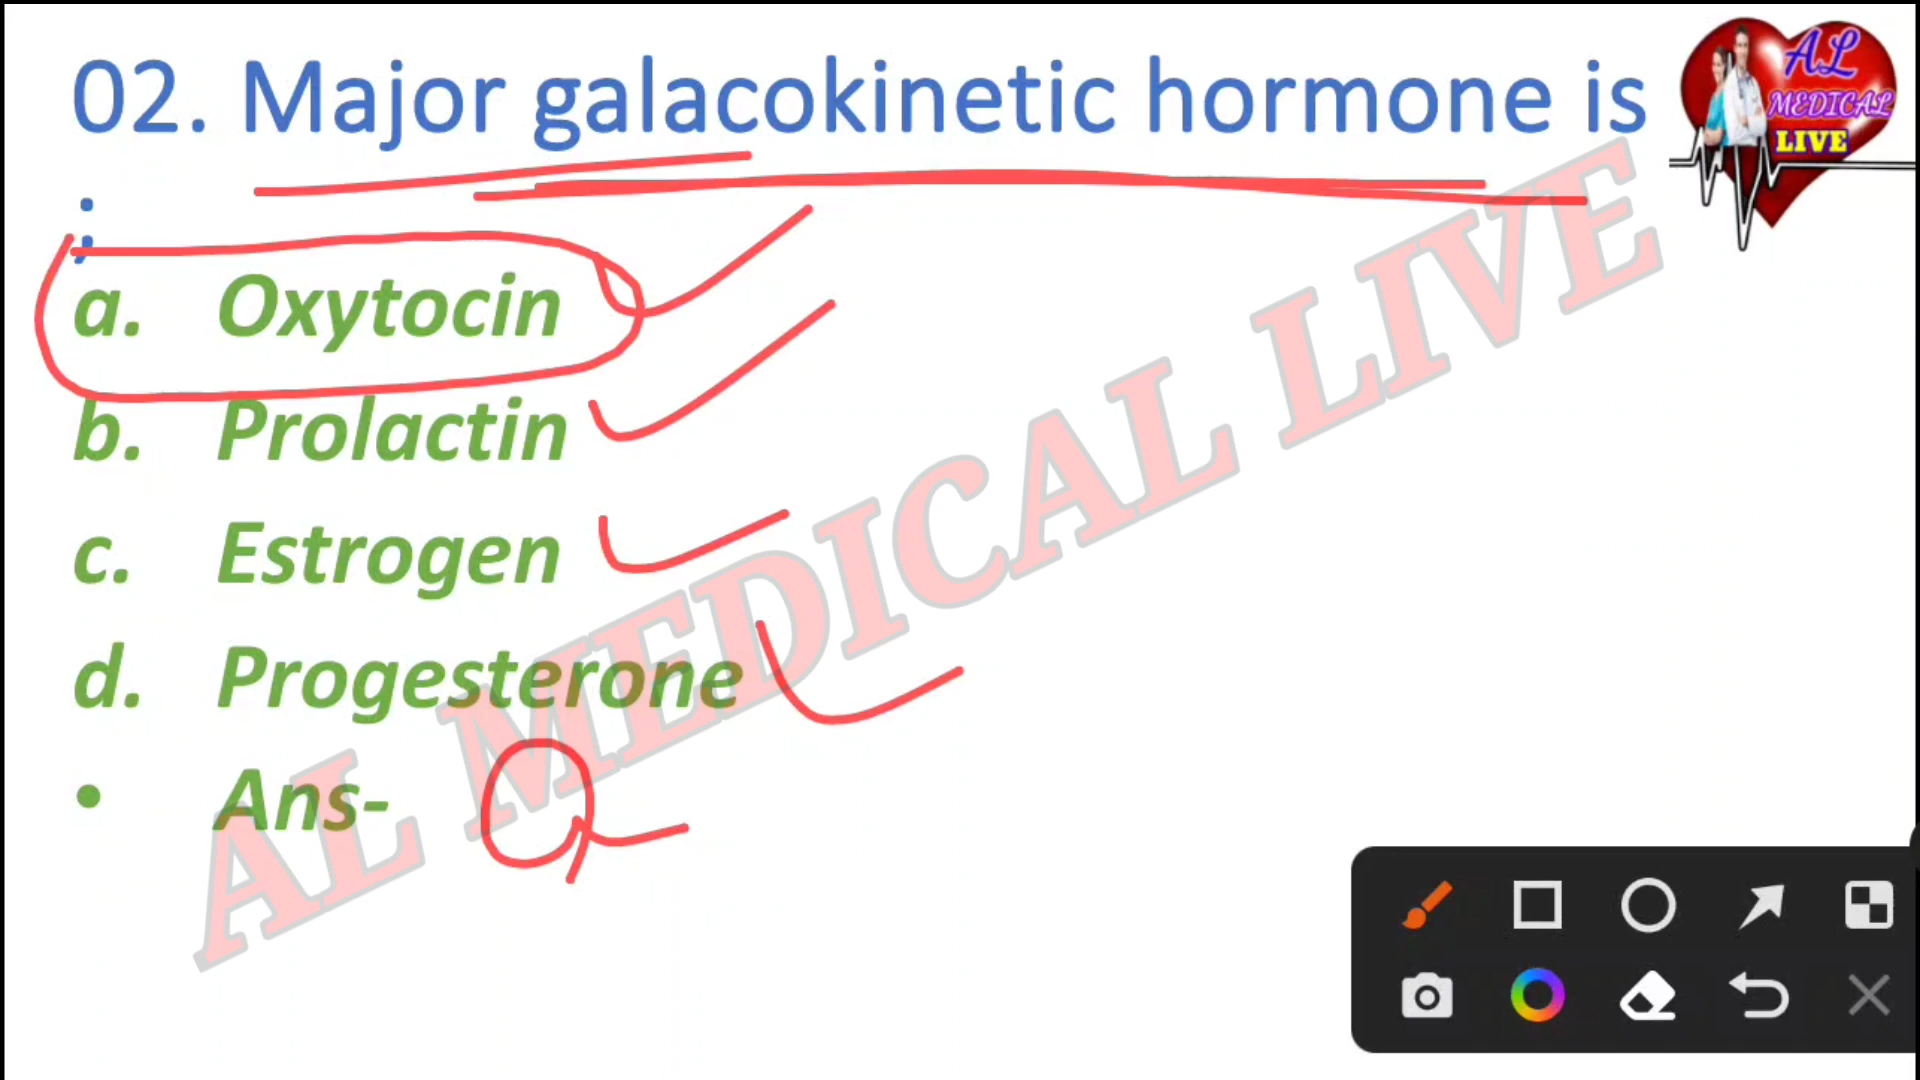 02. Major galacokinetic hormone is
;
a. Oxytocin
b. Prolactin
c. Estrogen
d. Progesterone
• Ans- a
AL
MEDICAL
LIVE
AL MEDICAL LIVE